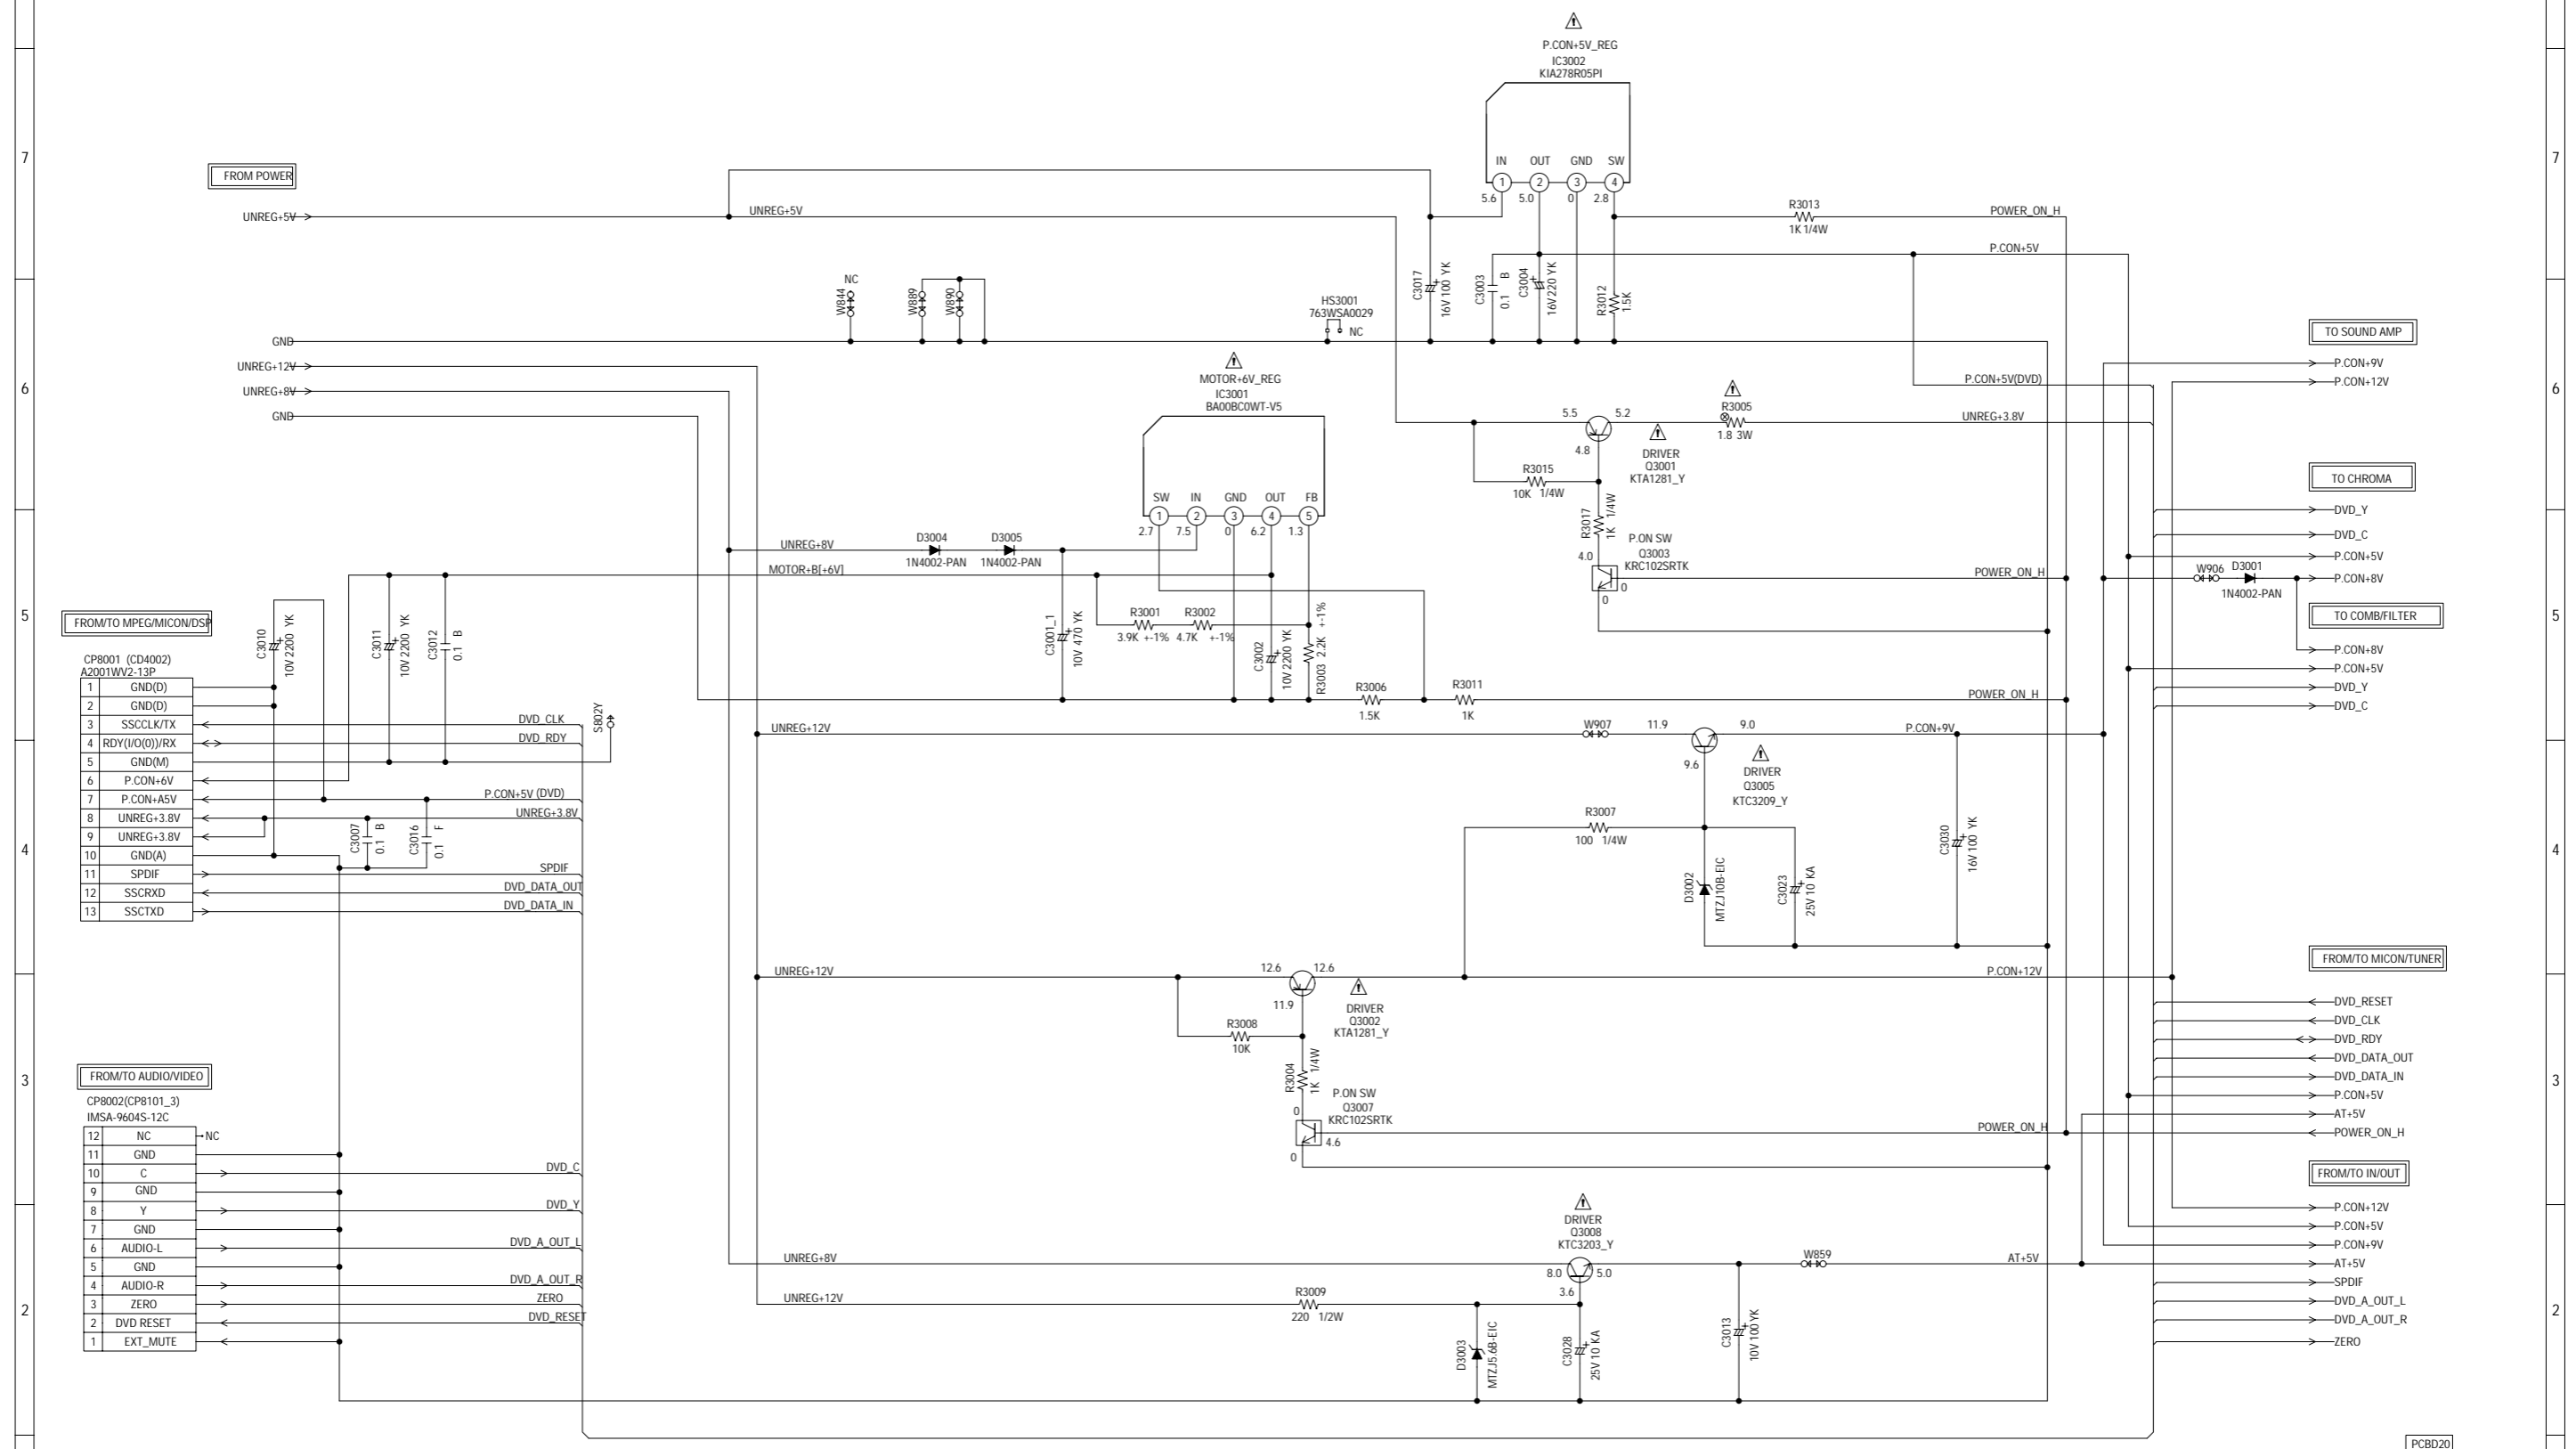 P.CON+5V_REG
IC3002
KIA278R05PI
IN OUT GND SW
1 2 3 4
5.6 5.0 0 2.8
7
7
FROM POWER
UNREG+5V
UNREG+5V
R3013
1K 1/4W
POWER_ON_H
P.CON+5V
C3017
16V 100 YK
C3003
0.1 B
C3004
16V 220 YK
R3012
1.5K
NC
W844
W889
W890
HS3001
763WSA0029
NC
GND
UNREG+12V
UNREG+8V
GND
6
6
TO SOUND AMP
P.CON+9V
P.CON+12V
MOTOR+6V_REG
IC3001
BA00BC0WT-V5
SW IN GND OUT FB
1 2 3 4 5
2.7 7.5 0 6.2 1.3
P.CON+5V(DVD)
R3005
1.8 3W
UNREG+3.8V
5.5
5.2
4.8
DRIVER
Q3001
KTA1281_Y
R3015
10K 1/4W
R3017
1K 1/4W
P.ON SW
Q3003
KRC102SRTK
4.0
0
0
POWER_ON_H
TO CHROMA
DVD_Y
DVD_C
P.CON+5V
P.CON+8V
W906
D3001
1N4002-PAN
TO COMB/FILTER
P.CON+8V
P.CON+5V
DVD_Y
DVD_C
UNREG+8V
D3004
1N4002-PAN
D3005
1N4002-PAN
MOTOR+B[+6V]
5
5
C3001_1
10V 470 YK
R3001
3.9K +-1%
R3002
4.7K +-1%
C3002
10V 2200 YK
R3003 2.2K +-1%
R3006
1.5K
R3011
1K
POWER_ON_H
FROM/TO MPEG/MICON/DSP
C3010
10V 2200 YK
C3011
10V 2200 YK
C3012
0.1 B
CP8001 (CD4002)
A2001WV2-13P
1 GND(D)
2 GND(D)
3 SSCCLK/TX
4 RDY(I/O(0))/RX
5 GND(M)
6 P.CON+6V
7 P.CON+A5V
8 UNREG+3.8V
9 UNREG+3.8V
10 GND(A)
11 SPDIF
12 SSCRXD
13 SSCTXD
DVD_CLK
DVD_RDY
S802Y
P.CON+5V (DVD)
UNREG+3.8V
C3007
0.1 B
C3016
0.1 F
SPDIF
DVD_DATA_OUT
DVD_DATA_IN
UNREG+12V
W907
11.9
9.0
9.6
P.CON+9V
DRIVER
Q3005
KTC3209_Y
R3007
100 1/4W
D3002
MTZJ10B-EIC
C3023
25V 10 KA
C3030
16V 100 YK
4
4
UNREG+12V
12.6
12.6
11.9
DRIVER
Q3002
KTA1281_Y
P.CON+12V
R3008
10K
R3004
1K 1/4W
P.ON SW
Q3007
KRC102SRTK
0
4.6
0
POWER_ON_H
FROM/TO MICON/TUNER
DVD_RESET
DVD_CLK
DVD_RDY
DVD_DATA_OUT
DVD_DATA_IN
P.CON+5V
AT+5V
POWER_ON_H
3
3
FROM/TO AUDIO/VIDEO
CP8002(CP8101_3)
IMSA-9604S-12C
12 NC
NC
11 GND
10 C
9 GND
8 Y
7 GND
6 AUDIO-L
5 GND
4 AUDIO-R
3 ZERO
2 DVD RESET
1 EXT_MUTE
DVD_C
DVD_Y
DVD_A_OUT_L
DVD_A_OUT_R
ZERO
DVD_RESET
DRIVER
Q3008
KTC3203_Y
UNREG+8V
8.0
5.0
3.6
W859
AT+5V
UNREG+12V
R3009
220 1/2W
D3003
MTZJ5.6B-EIC
C3028
25V 10 KA
C3013
10V 100 YK
FROM/TO IN/OUT
P.CON+12V
P.CON+5V
P.CON+9V
AT+5V
SPDIF
DVD_A_OUT_L
DVD_A_OUT_R
ZERO
2
2
PCBD20